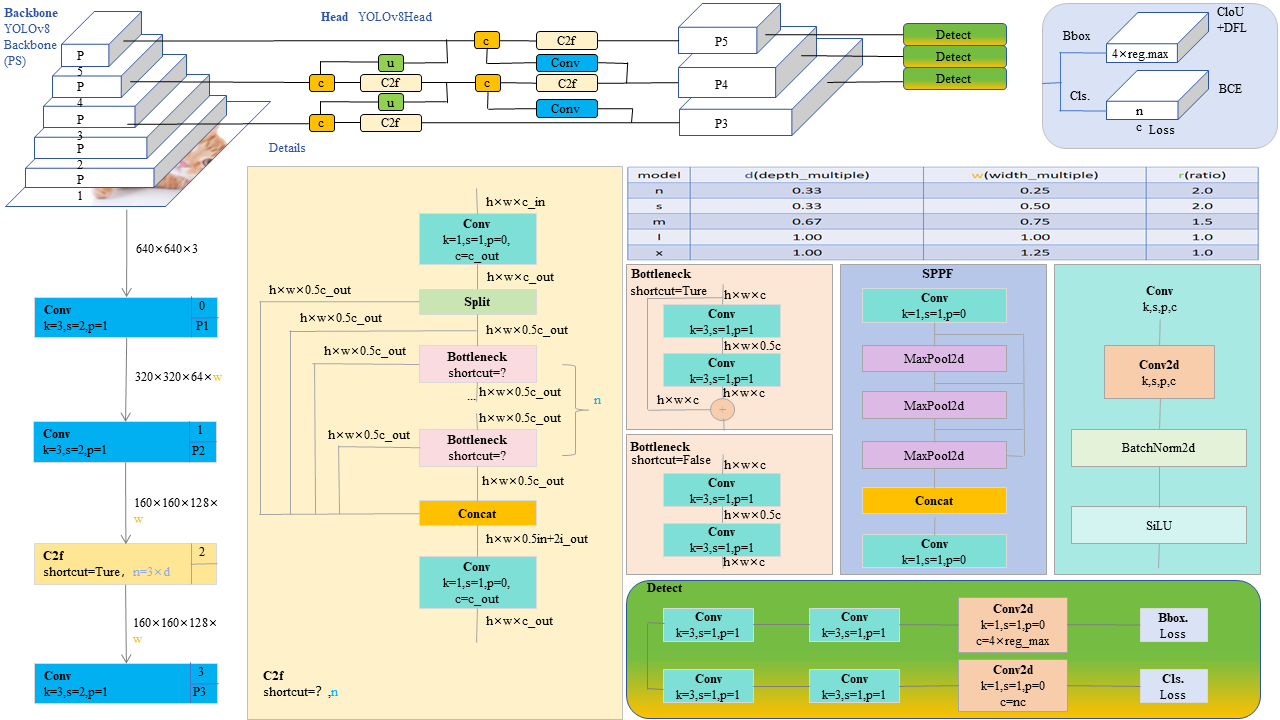 Backbone
YOLOv8
Backbone
(PS)
P
5
P
4
P
3
P
2
P
1
Head YOLOv8Head
c
C2f
u
Conv
c
C2f
c
C2f
u
Conv
c
C2f
P5
P4
P3
Detect
Detect
Detect
Bbox
4×reg.max
CloU
+DFL
Cls.
n
c
BCE
Loss
Details
640×640×3
Conv
k=3,s=2,p=1
0
P1
320×320×64×w
Conv
k=3,s=2,p=1
1
P2
160×160×128×
w
C2f
shortcut=Ture, n=3×d
2
160×160×128×
w
Conv
k=3,s=2,p=1
3
P3
h×w×c_in
Conv
k=1,s=1,p=0,
c=c_out
h×w×c_out
h×w×0.5c_out
Split
h×w×0.5c_out
h×w×0.5c_out
h×w×0.5c_out
Bottleneck
shortcut=?
h×w×0.5c_out
...
n
h×w×0.5c_out
h×w×0.5c_out
Bottleneck
shortcut=?
h×w×0.5c_out
Concat
h×w×0.5in+2i_out
Conv
k=1,s=1,p=0,
c=c_out
h×w×c_out
C2f
shortcut=? ,n
model d(depth_multiple) w(width_multiple) r(ratio)
n 0.33 0.25 2.0
s 0.33 0.50 2.0
m 0.67 0.75 1.5
l 1.00 1.00 1.0
x 1.00 1.25 1.0
Bottleneck
shortcut=Ture
h×w×c
Conv
k=3,s=1,p=1
h×w×0.5c
Conv
k=3,s=1,p=1
h×w×c
h×w×c
+
Bottleneck
shortcut=False
h×w×c
Conv
k=3,s=1,p=1
h×w×0.5c
Conv
k=3,s=1,p=1
h×w×c
SPPF
Conv
k=1,s=1,p=0
MaxPool2d
MaxPool2d
MaxPool2d
Concat
Conv
k=1,s=1,p=0
Conv
k,s,p,c
Conv2d
k,s,p,c
BatchNorm2d
SiLU
Detect
Conv
k=3,s=1,p=1
Conv
k=3,s=1,p=1
Conv2d
k=1,s=1,p=0
c=4×reg_max
Bbox.
Loss
Conv
k=3,s=1,p=1
Conv
k=3,s=1,p=1
Conv2d
k=1,s=1,p=0
c=nc
Cls.
Loss